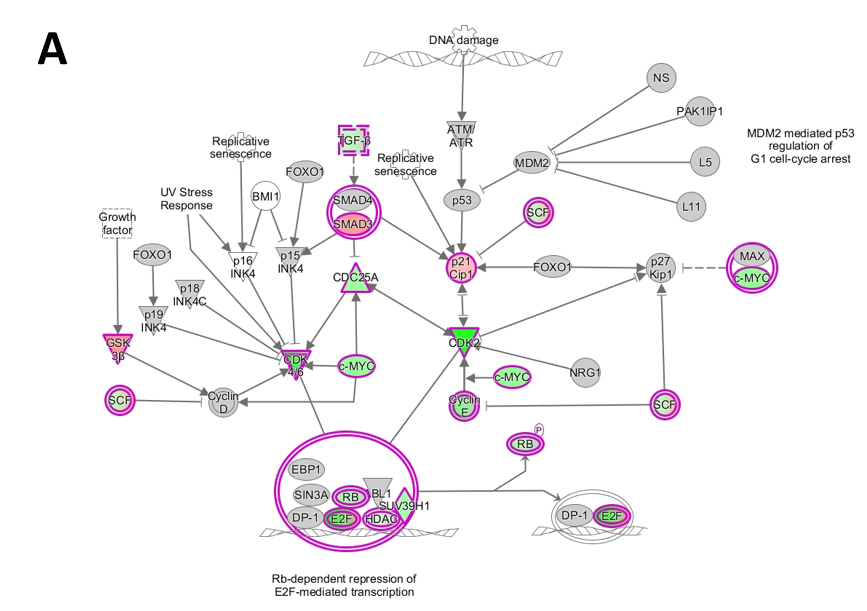 A
DNA damage
NS
PAK1IP1
ATM/
ATR
MDM2 mediated p53
regulation of
G1 cell-cycle arrest
TGF-β
Replicative
senescence
Replicative
senescence
MDM2
L5
FOXO1
UV Stress
Response
BMI1
SMAD4
p53
L11
SCF
Growth
factor
SMAD3
FOXO1
p16
INK4
p15
INK4
p21
Cip1
FOXO1
p27
Kip1
MAX
c-MYC
CDC25A
p18
INK4C
p19
INK4
GSK
3β
CDK2
CDK
4/6
c-MYC
c-MYC
NRG1
SCF
Cyclin
D
Cyclin
E
SCF
P
RB
EBP1
SIN3A
RB
ABL1
SUV39H1
DP-1
E2F
HDAC
DP-1
E2F
Rb-dependent repression of
E2F-mediated transcription